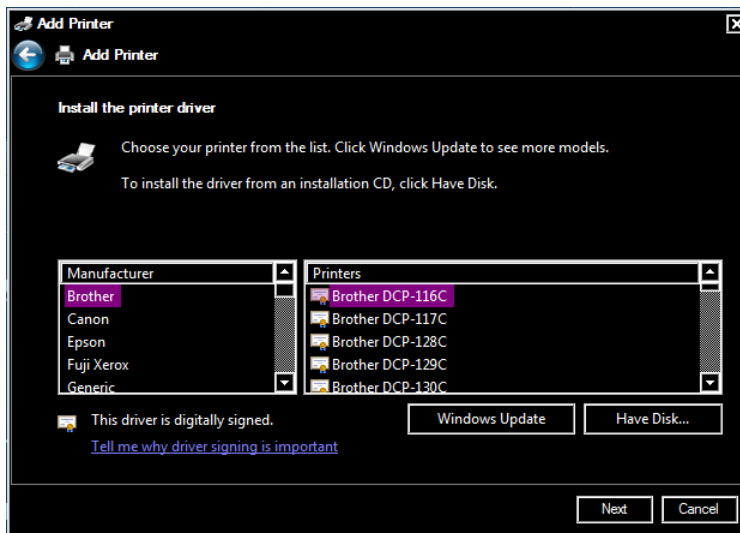 Add Printer
Add Printer
Install the printer driver
Choose your printer from the list. Click Windows Update to see more models.
To install the driver from an installation CD, click Have Disk.
Manufacturer
Brother
Canon
Epson
Fuji Xerox
Generic
Printers
Brother DCP-116C
Brother DCP-117C
Brother DCP-128C
Brother DCP-129C
Brother DCP-130C
This driver is digitally signed.
Tell me why driver signing is important
Windows Update
Have Disk...
Next
Cancel